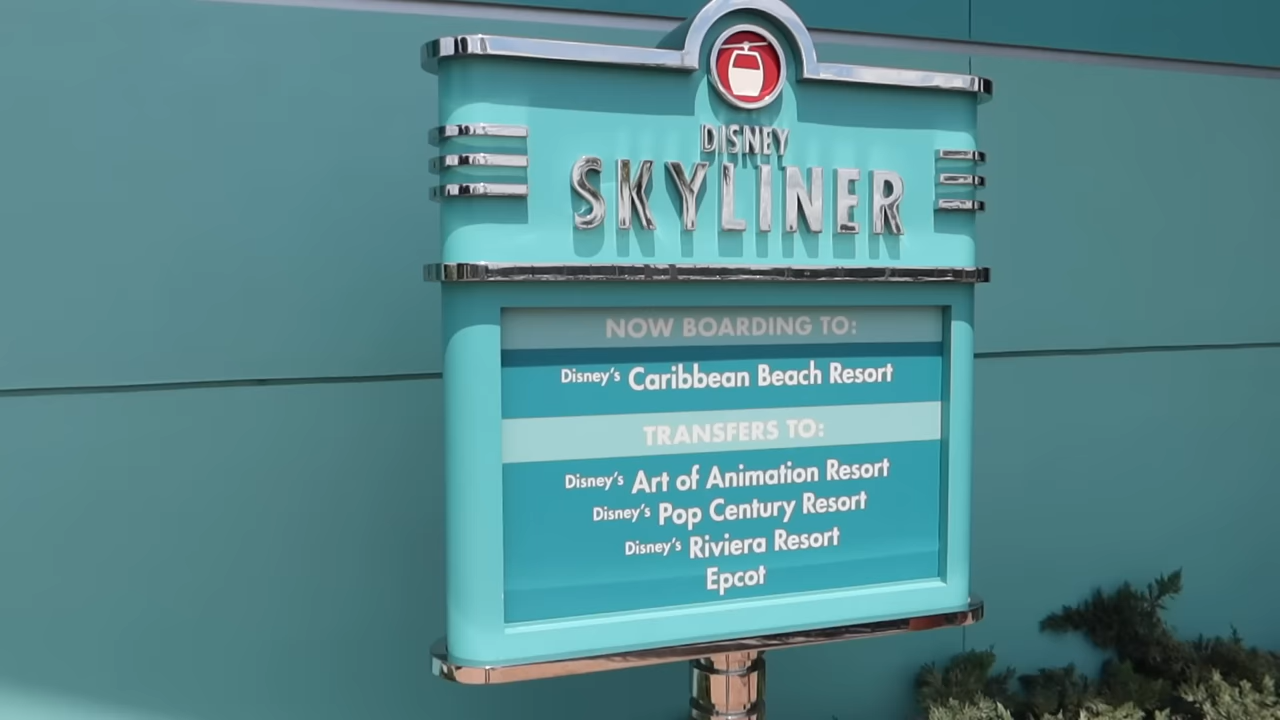 DISNEY
SKYLINER
NOW BOARDING TO:
Disney's Caribbean Beach Resort
TRANSFERS TO:
Disney's Art of Animation Resort
Disney's Pop Century Resort
Disney's Riviera Resort
Epcot